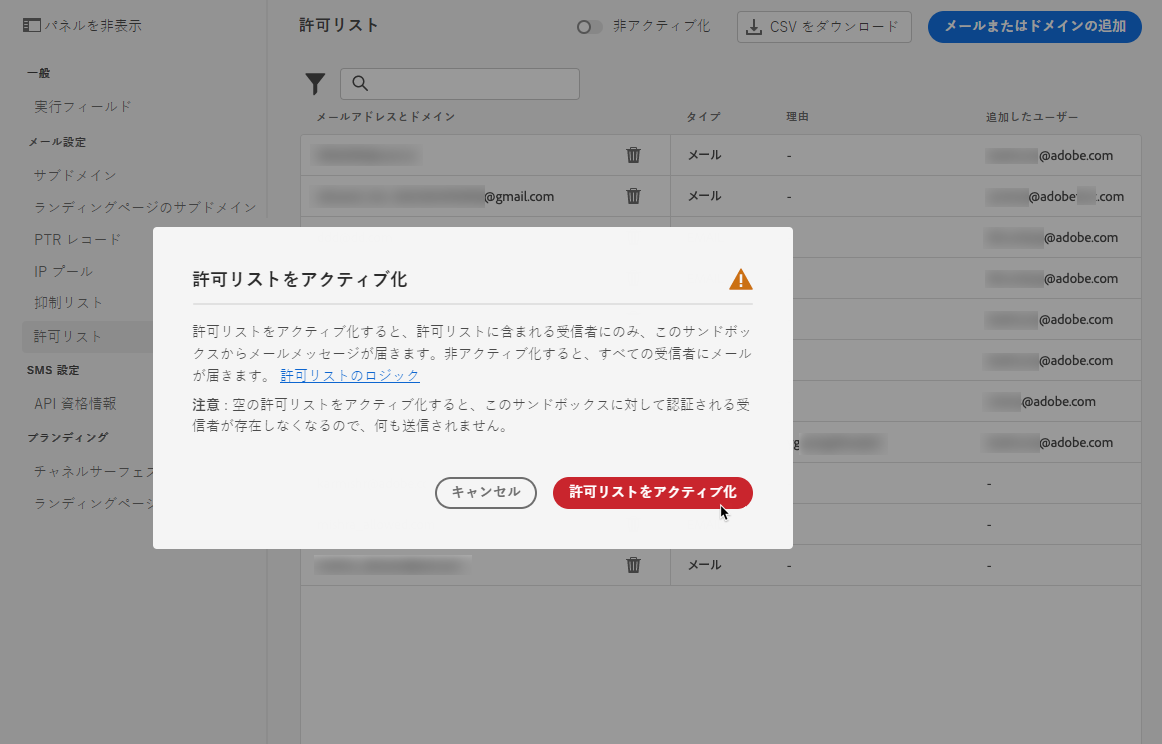 パネルを非表示
許可リスト
非アクティブ化
CSV をダウンロード
メールまたはドメインの追加
一般
実行フィールド
メール設定
サブドメイン
ランディングページのサブドメイン
PTR レコード
IP プール
抑制リスト
許可リスト
SMS 設定
API 資格情報
ブランディング
チャネルサーフェス
ランディングページ
メールアドレスとドメイン
タイプ
理由
追加したユーザー
メール
-
@adobe.com
@gmail.com
メール
-
@adobe
.com
@adobe.com
@adobe.com
@adobe.com
@adobe.com
@adobe.com
g
@adobe.com
-
-
メール
-
-
許可リストをアクティブ化
許可リストをアクティブ化すると、許可リストに含まれる受信者にのみ、このサンドボッ
クスからメールメッセージが届きます。非アクティブ化すると、すべての受信者にメール
が届きます。 許可リストのロジック
注意 : 空の許可リストをアクティブ化すると、このサンドボックスに対して認証される受
信者が存在しなくなるので、何も送信されません。
キャンセル
許可リストをアクティブ化